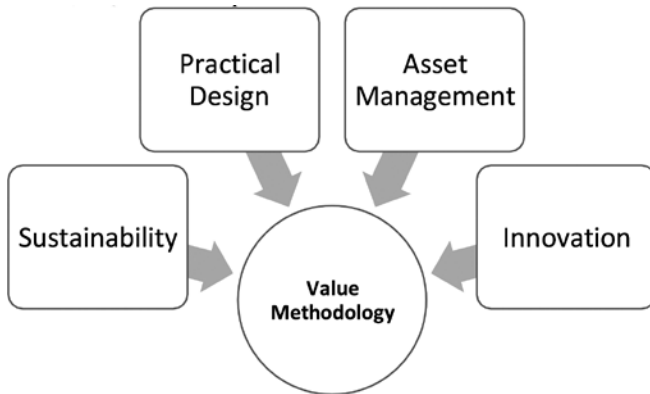 Practical
Design
Asset
Management
Sustainability
Innovation
Value
Methodology